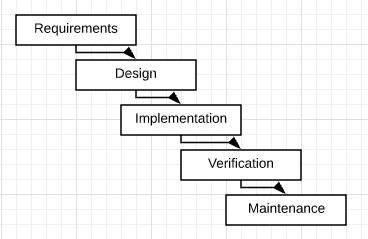 Requirements
Design
Implementation
Verification
Maintenance